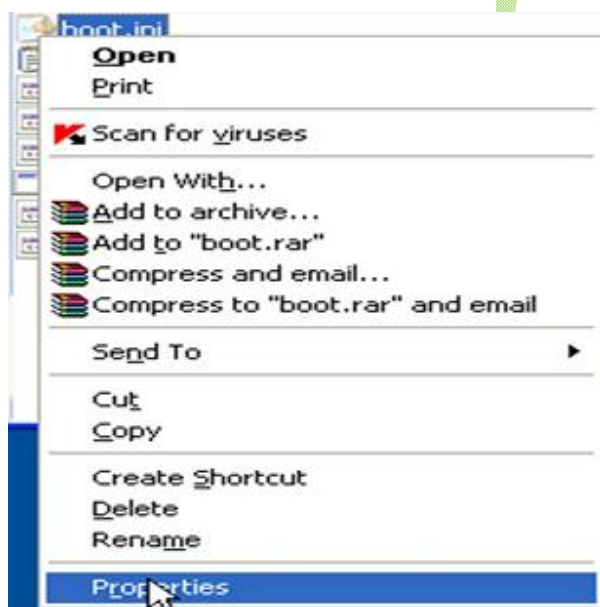 boot.ini
Open
Print
Scan for viruses
Open With...
Add to archive...
Add to "boot.rar"
Compress and email...
Compress to "boot.rar" and email
Send To
Cut
Copy
Create Shortcut
Delete
Rename
Properties